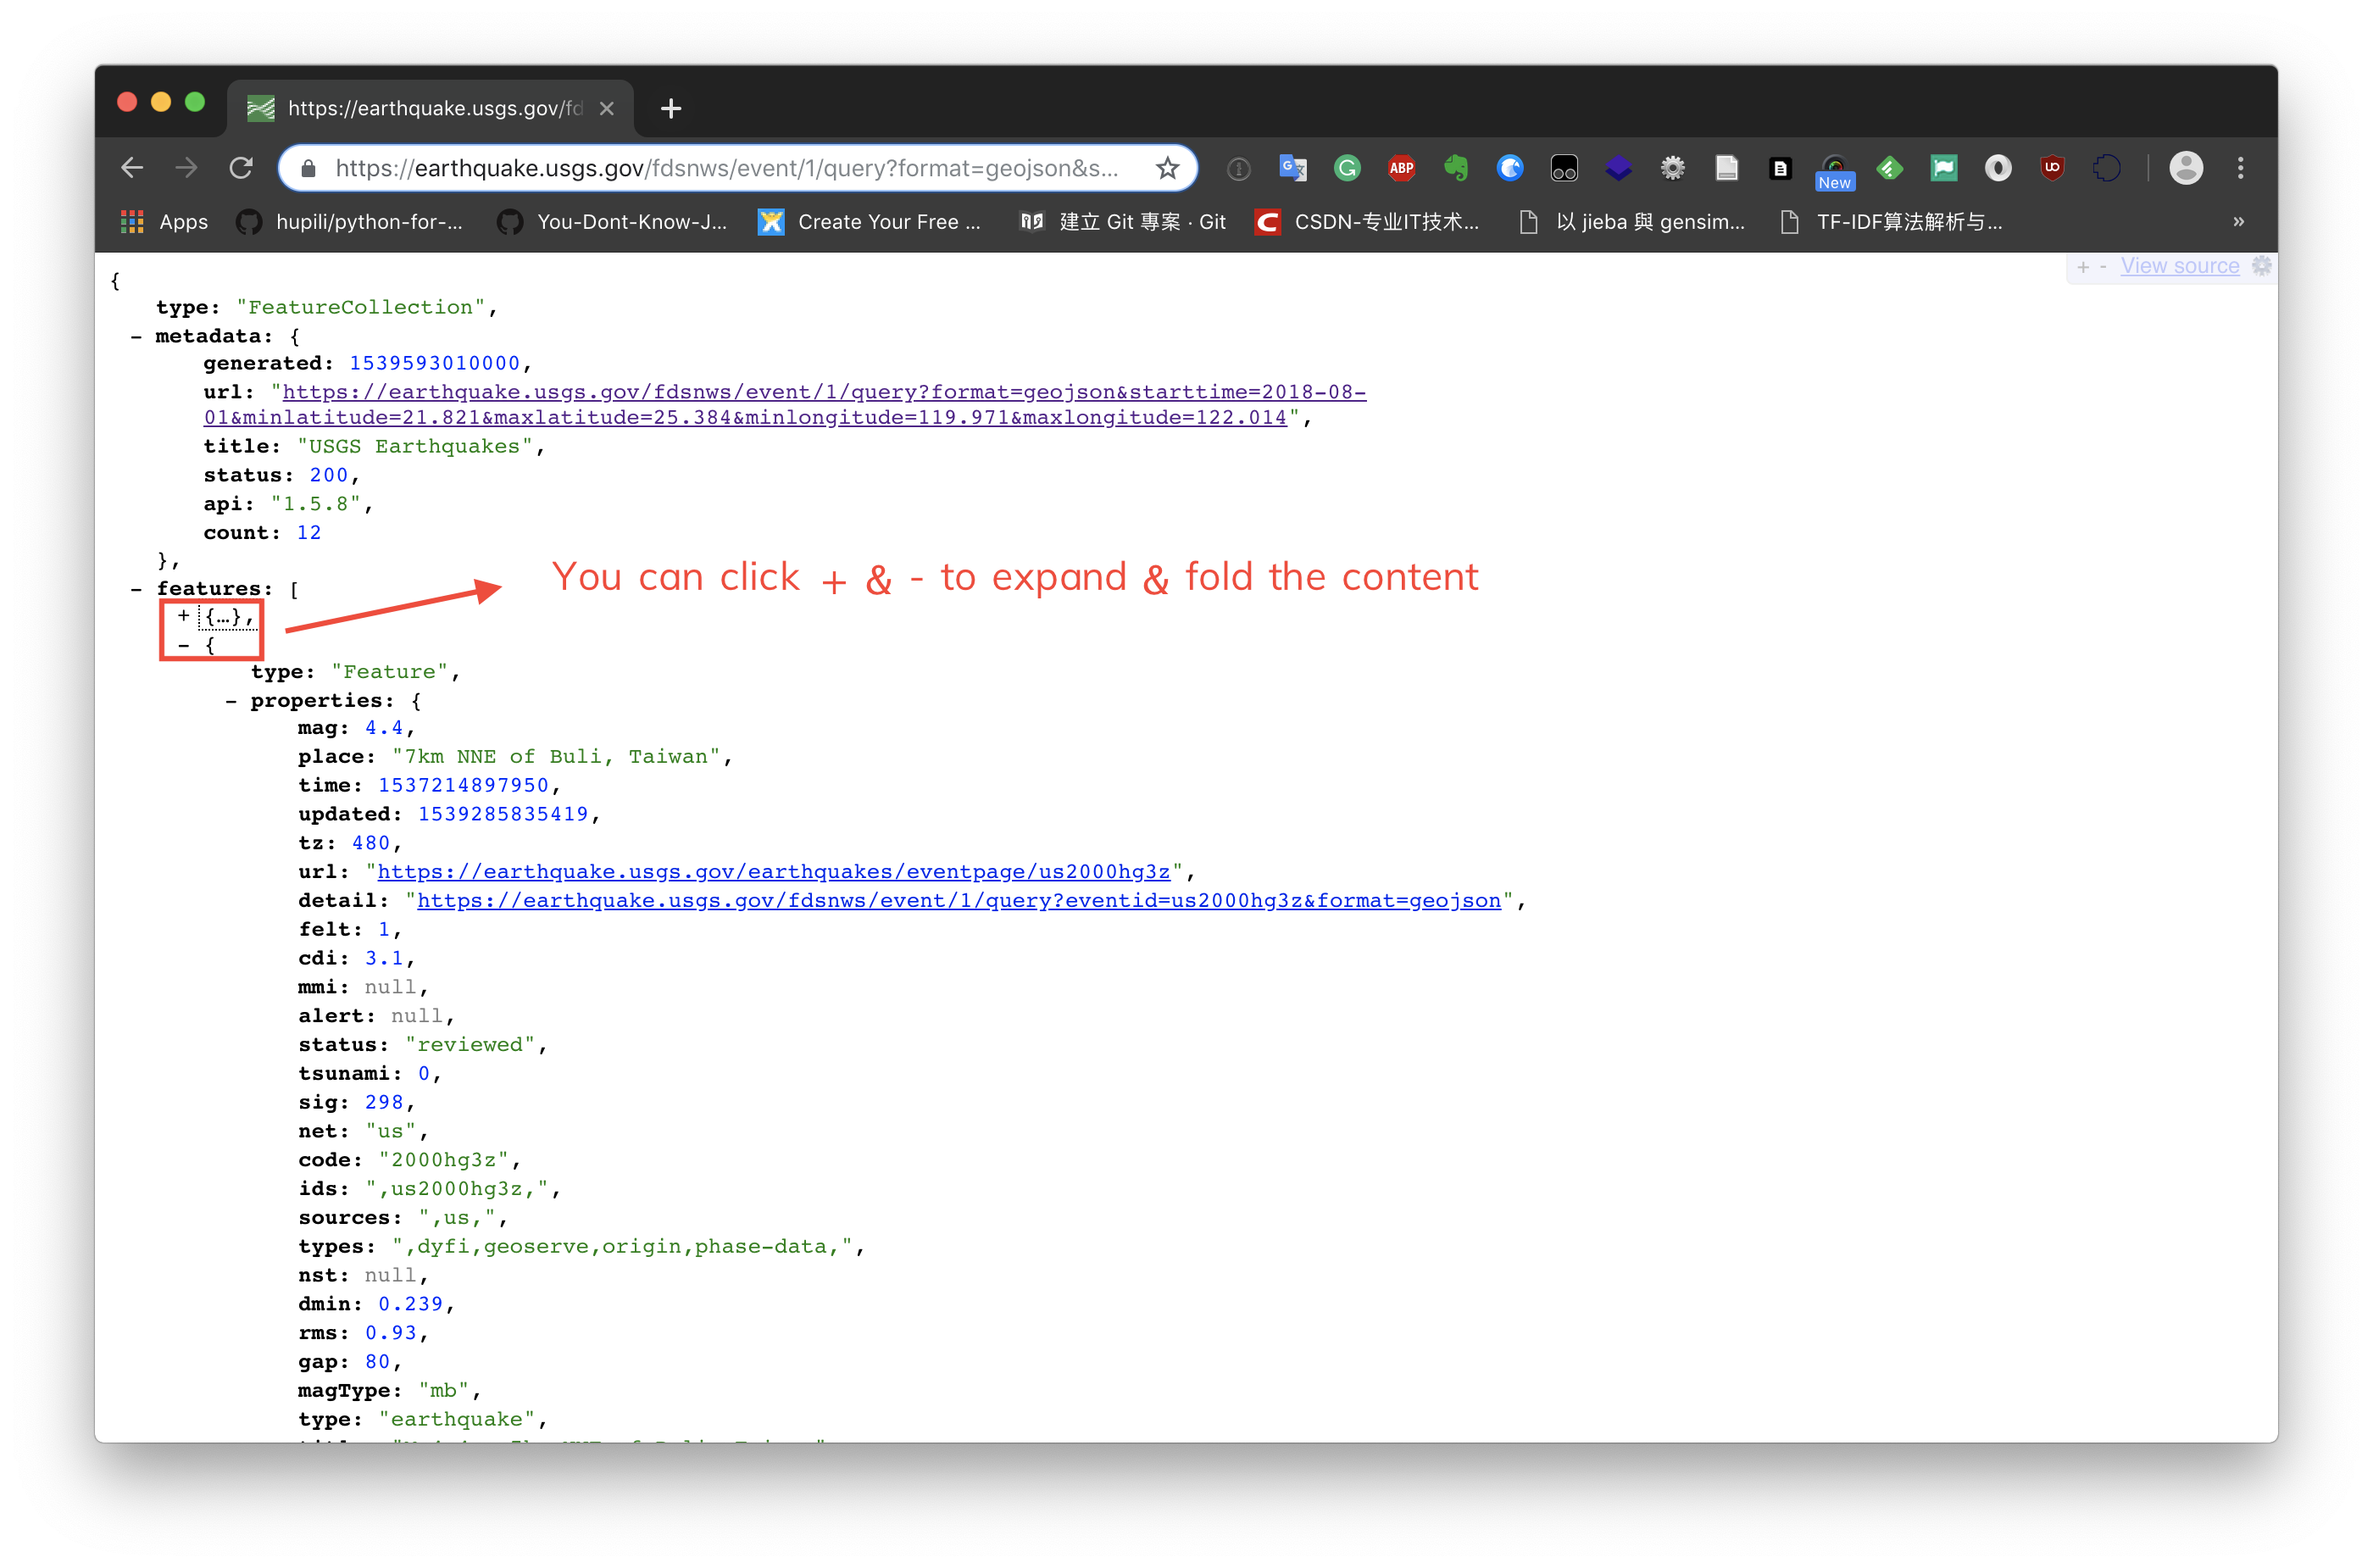 https://earthquake.usgs.gov/fd
https://earthquake.usgs.gov/fdsnws/event/1/query?format=geojson&s...
ABP
New
Apps
hupili/python-for-...
You-Dont-Know-J...
Create Your Free ...
建立 Git 專案 · Git
CSDN-专业IT技术...
以 jieba 與 gensim...
TF-IDF算法解析与...
»
+ - View source
{
type: "FeatureCollection",
- metadata: {
generated: 1539593010000,
url: "https://earthquake.usgs.gov/fdsnws/event/1/query?format=geojson&starttime=2018-08-
01&minlatitude=21.821&maxlatitude=25.384&minlongitude=119.971&maxlongitude=122.014",
title: "USGS Earthquakes",
status: 200,
api: "1.5.8",
count: 12
},
You can click + & - to expand & fold the content
- features: [
+ {…},
- {
type: "Feature",
- properties: {
mag: 4.4,
place: "7km NNE of Buli, Taiwan",
time: 1537214897950,
updated: 1539285835419,
tz: 480,
url: "https://earthquake.usgs.gov/earthquakes/eventpage/us2000hg3z",
detail: "https://earthquake.usgs.gov/fdsnws/event/1/query?eventid=us2000hg3z&format=geojson",
felt: 1,
cdi: 3.1,
mmi: null,
alert: null,
status: "reviewed",
tsunami: 0,
sig: 298,
net: "us",
code: "2000hg3z",
ids: ",us2000hg3z,",
sources: ",us,",
types: ",dyfi,geoserve,origin,phase-data,",
nst: null,
dmin: 0.239,
rms: 0.93,
gap: 80,
magType: "mb",
type: "earthquake",